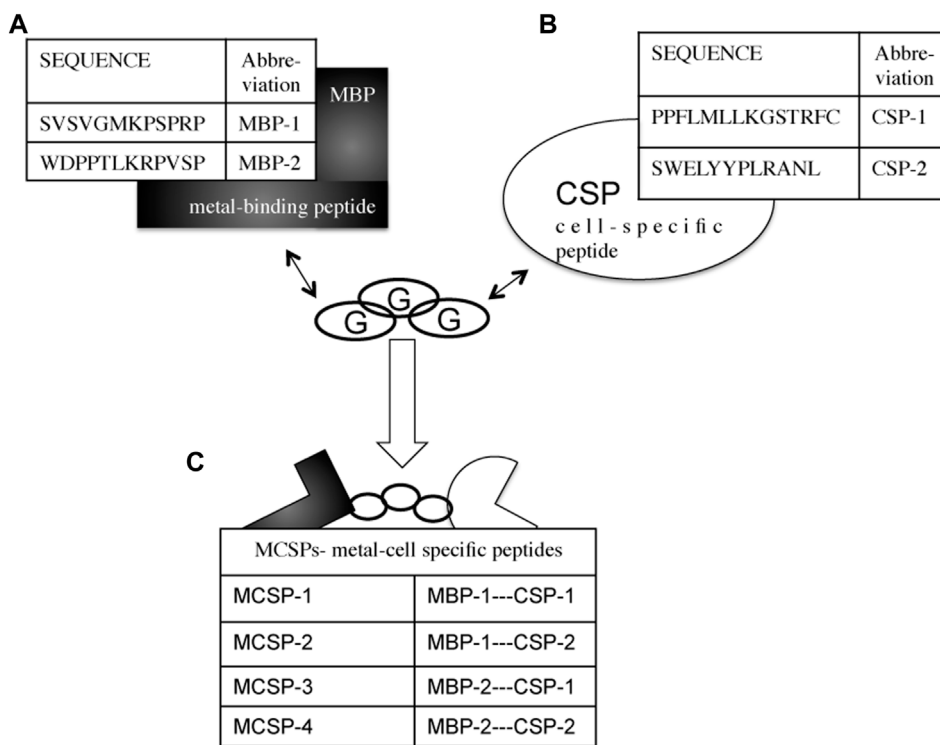 A
SEQUENCE Abbre-
viation
SVSVGMKPSPRP MBP-1
WDPPTLKRPVSP MBP-2
MBP
metal-binding peptide
B
SEQUENCE Abbre-
viation
PPFLMLLKGSTRFC CSP-1
SWELYYPLRANL CSP-2
CSP
cell-specific
peptide
G G G
C
MCSPs- metal-cell specific peptides
MCSP-1 MBP-1---CSP-1
MCSP-2 MBP-1---CSP-2
MCSP-3 MBP-2---CSP-1
MCSP-4 MBP-2---CSP-2